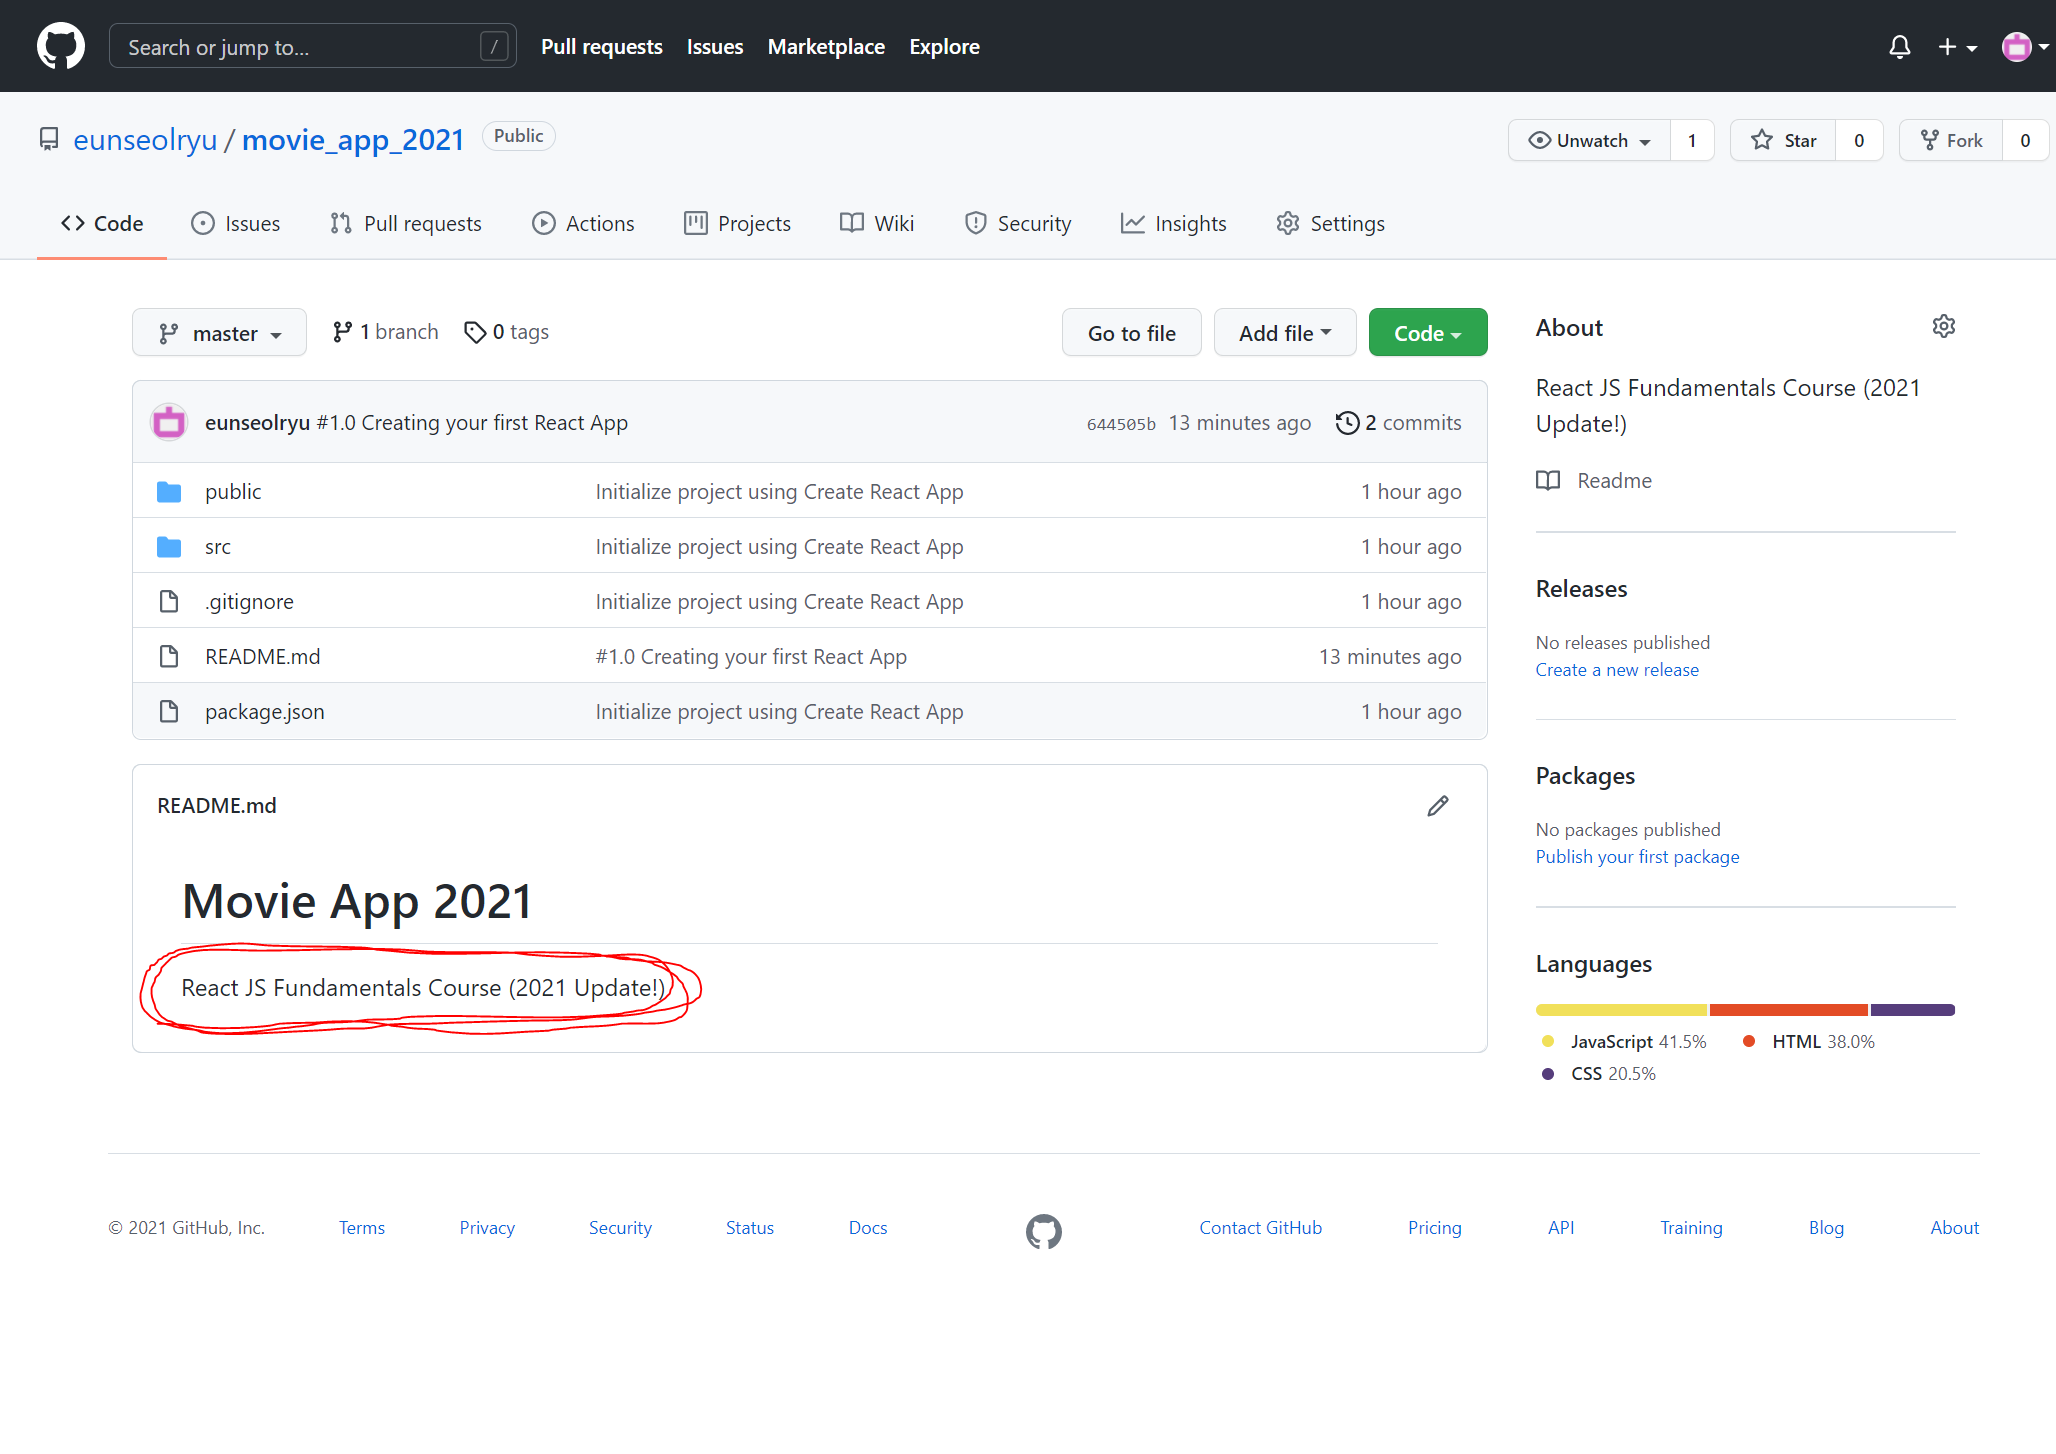 Search or jump to... /
Pull requests Issues Marketplace Explore
eunseolryu / movie_app_2021 Public
Unwatch 1 Star 0 Fork 0
Code Issues Pull requests Actions Projects Wiki Security Insights Settings
master 1 branch 0 tags Go to file Add file Code
eunseolryu #1.0 Creating your first React App 644505b 13 minutes ago 2 commits
public Initialize project using Create React App 1 hour ago
src Initialize project using Create React App 1 hour ago
.gitignore Initialize project using Create React App 1 hour ago
README.md #1.0 Creating your first React App 13 minutes ago
package.json Initialize project using Create React App 1 hour ago
README.md
Movie App 2021
React JS Fundamentals Course (2021 Update!)
About
React JS Fundamentals Course (2021
Update!)
Readme
Releases
No releases published
Create a new release
Packages
No packages published
Publish your first package
Languages
JavaScript 41.5% HTML 38.0%
CSS 20.5%
© 2021 GitHub, Inc. Terms Privacy Security Status Docs Contact GitHub Pricing API Training Blog About